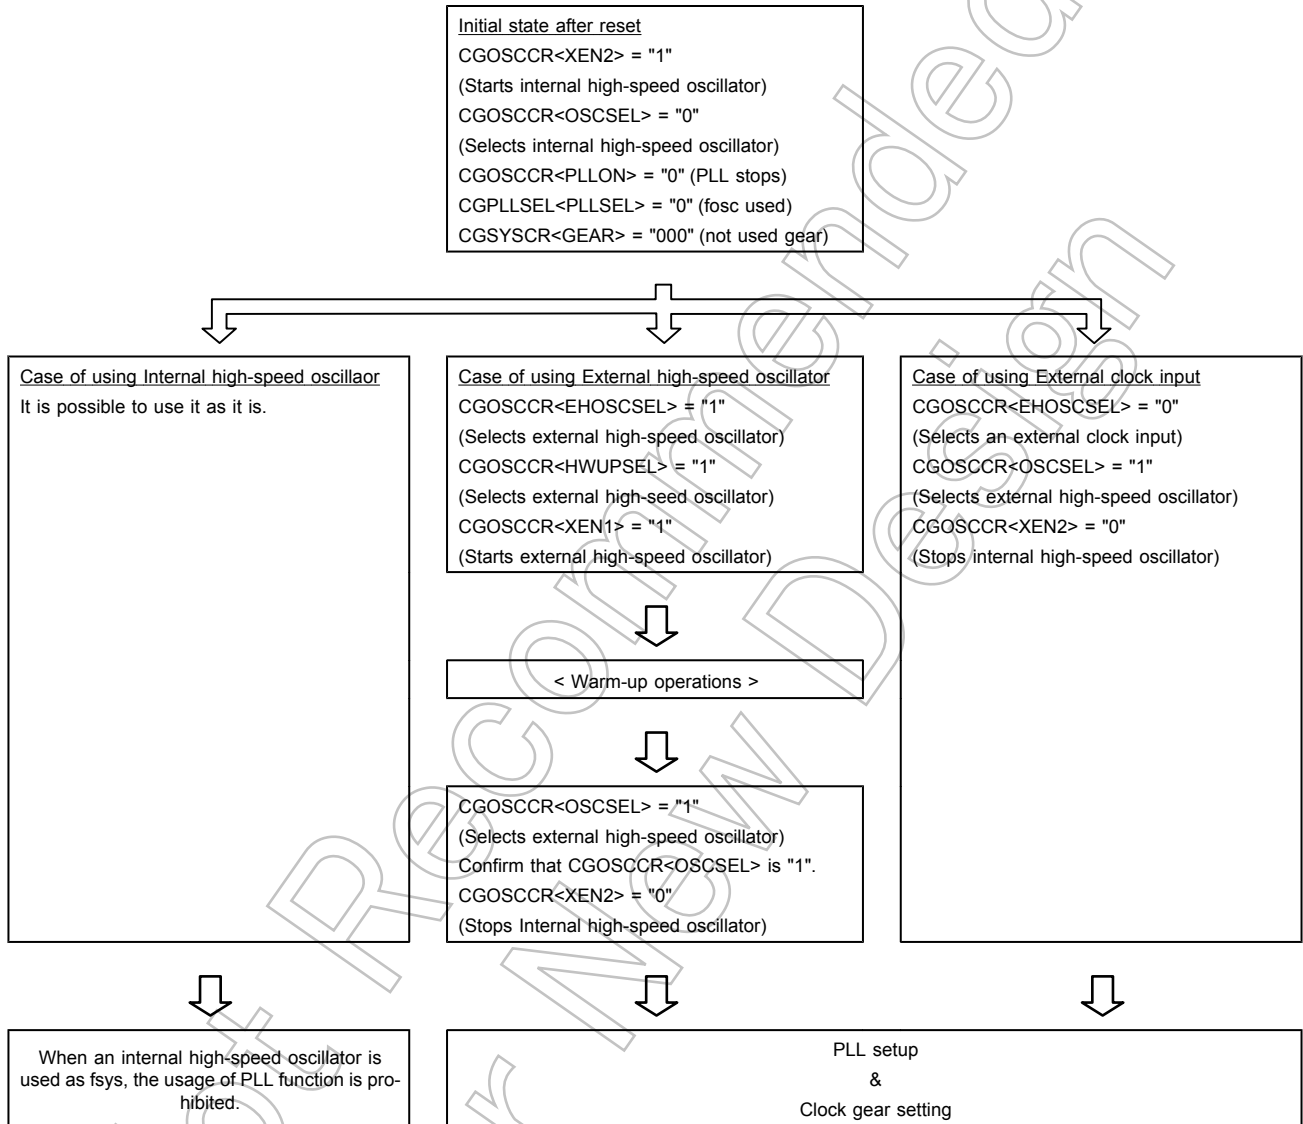 Initial state after reset
CGOSCCR<XEN2> = "1"
(Starts internal high-speed oscillator)
CGOSCCR<OSCSEL> = "0"
(Selects internal high-speed oscillator)
CGOSCCR<PLLON> = "0" (PLL stops)
CGPLLSEL<PLLSEL> = "0" (fosc used)
CGSYSCR<GEAR> = "000" (not used gear)
Case of using Internal high-speed oscillaor
It is possible to use it as it is.
Case of using External high-speed oscillator
CGOSCCR<EHOSCSEL> = "1"
(Selects external high-speed oscillator)
CGOSCCR<HWUPSEL> = "1"
(Selects external high-seed oscillator)
CGOSCCR<XEN1> = "1"
(Starts external high-speed oscillator)
Case of using External clock input
CGOSCCR<EHOSCSEL> = "0"
(Selects an external clock input)
CGOSCCR<OSCSEL> = "1"
(Selects external high-speed oscillator)
CGOSCCR<XEN2> = "0"
(Stops internal high-speed oscillator)
< Warm-up operations >
CGOSCCR<OSCSEL> = "1"
(Selects external high-speed oscillator)
Confirm that CGOSCCR<OSCSEL> is "1".
CGOSCCR<XEN2> = "0"
(Stops Internal high-speed oscillator)
When an internal high-speed oscillator is
used as fsys, the usage of PLL function is pro-
hibited.
PLL setup
&
Clock gear setting
ot Recommended
r New Design